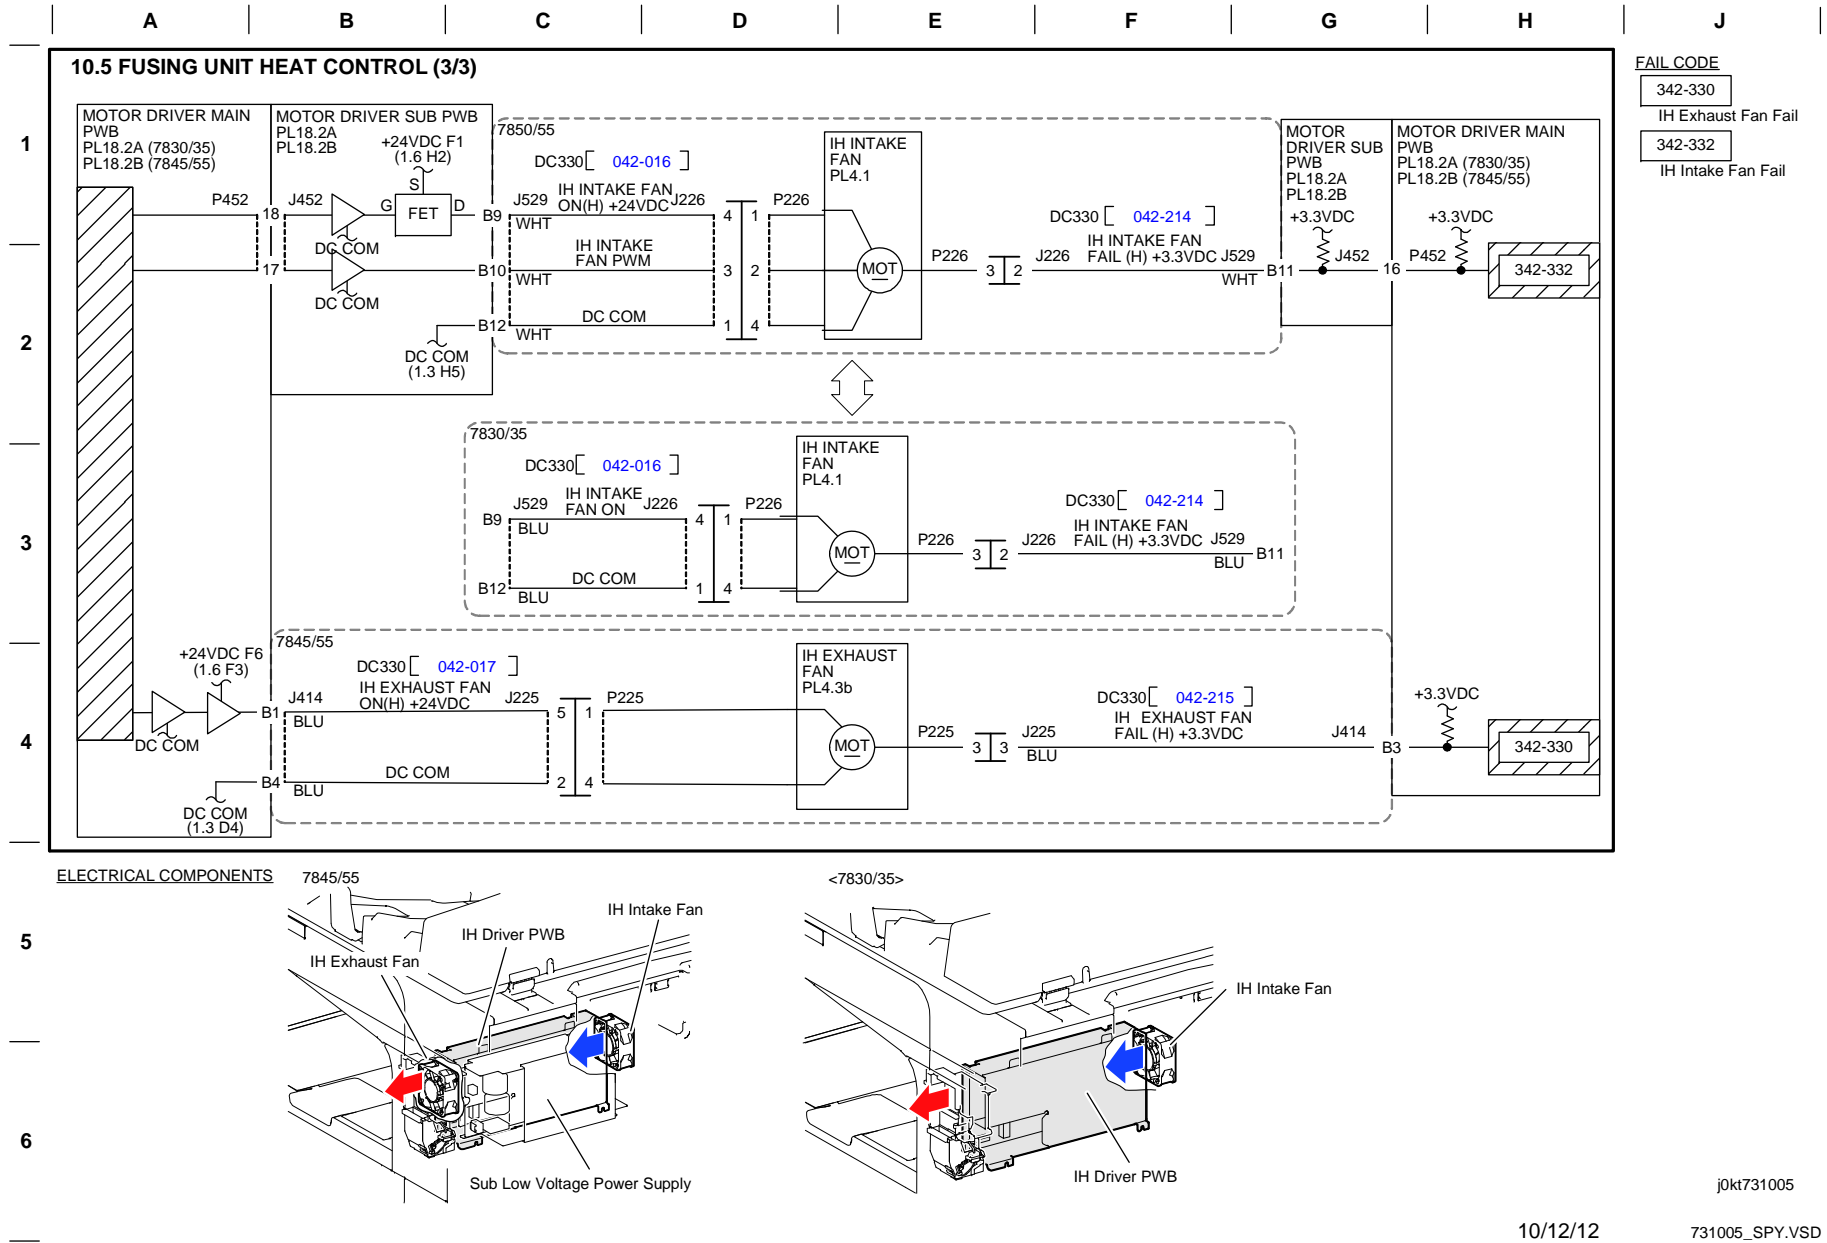 A B C D E F G H J
10.5 FUSING UNIT HEAT CONTROL (3/3)
FAIL CODE
342-330
IH Exhaust Fan Fail
342-332
IH Intake Fan Fail
1
MOTOR DRIVER MAIN
PWB
PL18.2A (7830/35)
PL18.2B (7845/55)
MOTOR DRIVER SUB PWB
PL18.2A
PL18.2B
+24VDC F1
(1.6 H2)
S
G
FET
D
P452
18
J452
DC COM
17
DC COM
B9
B10
B12
DC COM
(1.3 H5)
7850/55
DC330[ 042-016 ]
J529
IH INTAKE FAN
ON(H) +24VDC
J226
WHT
IH INTAKE
FAN PWM
WHT
DC COM
WHT
4 1
3 2
1 4
P226
IH INTAKE
FAN
PL4.1
MOT
P226
3 2
J226
DC330 [ 042-214 ]
IH INTAKE FAN
FAIL (H) +3.3VDC
J529
WHT
B11
MOTOR
DRIVER SUB
PWB
PL18.2A
PL18.2B
+3.3VDC
J452
16
P452
MOTOR DRIVER MAIN
PWB
PL18.2A (7830/35)
PL18.2B (7845/55)
+3.3VDC
342-332
2
7830/35
DC330[ 042-016 ]
J529
IH INTAKE
FAN ON
J226
B9
BLU
DC COM
B12
BLU
4 1
1 4
P226
IH INTAKE
FAN
PL4.1
MOT
P226
3 2
J226
DC330[ 042-214 ]
IH INTAKE FAN
FAIL (H) +3.3VDC
J529
BLU
B11
3
+24VDC F6
(1.6 F3)
DC COM
B1
B4
DC COM
(1.3 D4)
7845/55
DC330[ 042-017 ]
J414
IH EXHAUST FAN
ON(H) +24VDC
J225
BLU
DC COM
BLU
5 1
2 4
P225
IH EXHAUST
FAN
PL4.3b
MOT
P225
3 3
J225
BLU
DC330[ 042-215 ]
IH EXHAUST FAN
FAIL (H) +3.3VDC
J414
B3
+3.3VDC
342-330
4
ELECTRICAL COMPONENTS
7845/55
IH Intake Fan
IH Driver PWB
IH Exhaust Fan
Sub Low Voltage Power Supply
<7830/35>
IH Intake Fan
IH Driver PWB
5
6
j0kt731005
10/12/12
731005_SPY.VSD